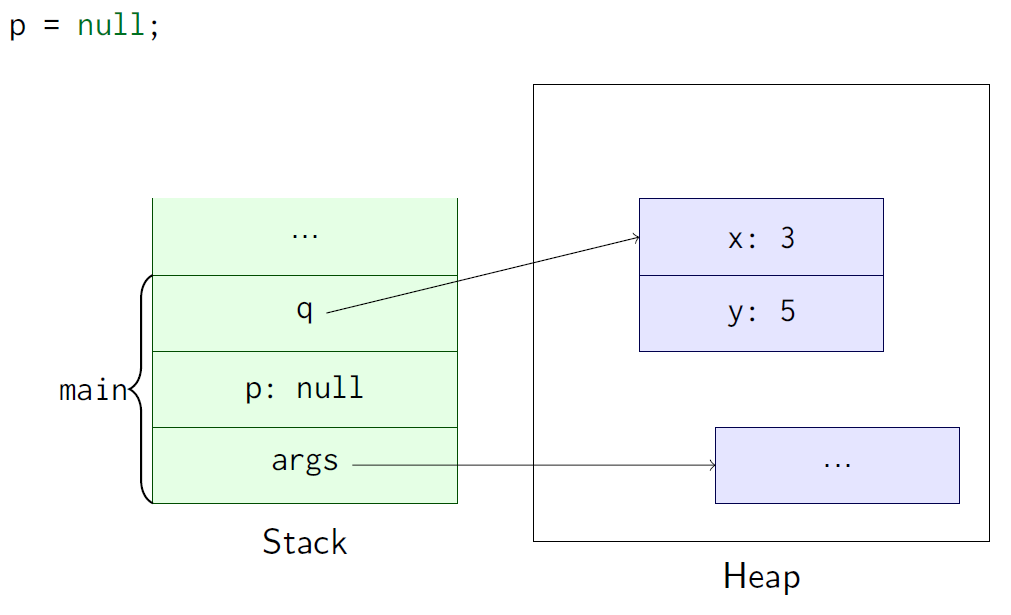 p = null;
...
x: 3
q
y: 5
main
p: null
args
...
Stack
Heap